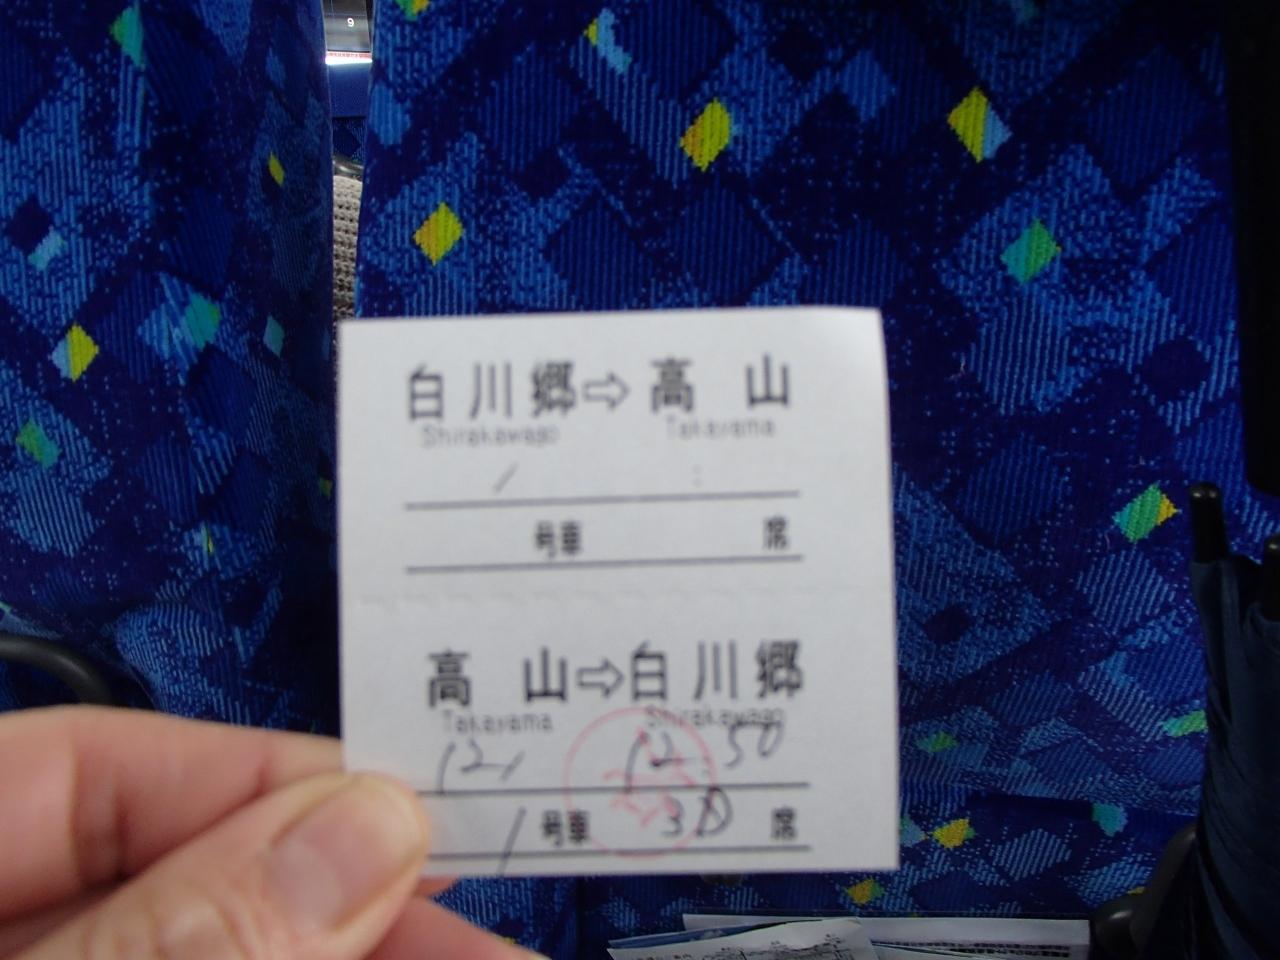 9
白川郷⇨高 山
Shirakawago Takayama
/ :
号車 席
高 山⇨白川郷
Takayama Shirakawago
12/ 12:50
1 号車 3D 席